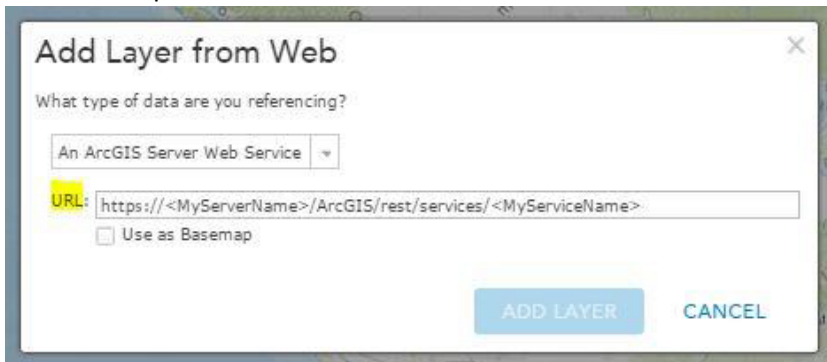 Add Layer from Web
What type of data are you referencing?
An ArcGIS Server Web Service
URL: https://<MyServerName>/ArcGIS/rest/services/<MyServiceName>
Use as Basemap
ADD LAYER CANCEL